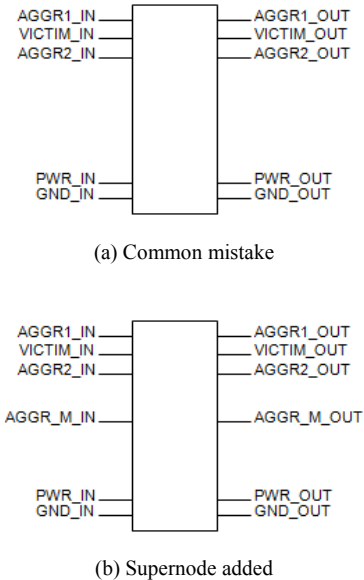 AGGR1_IN AGGR1_OUT
VICTIM_IN VICTIM_OUT
AGGR2_IN AGGR2_OUT
PWR_IN PWR_OUT
GND_IN GND_OUT
(a) Common mistake
AGGR1_IN AGGR1_OUT
VICTIM_IN VICTIM_OUT
AGGR2_IN AGGR2_OUT
AGGR_M_IN AGGR_M_OUT
PWR_IN PWR_OUT
GND_IN GND_OUT
(b) Supernode added